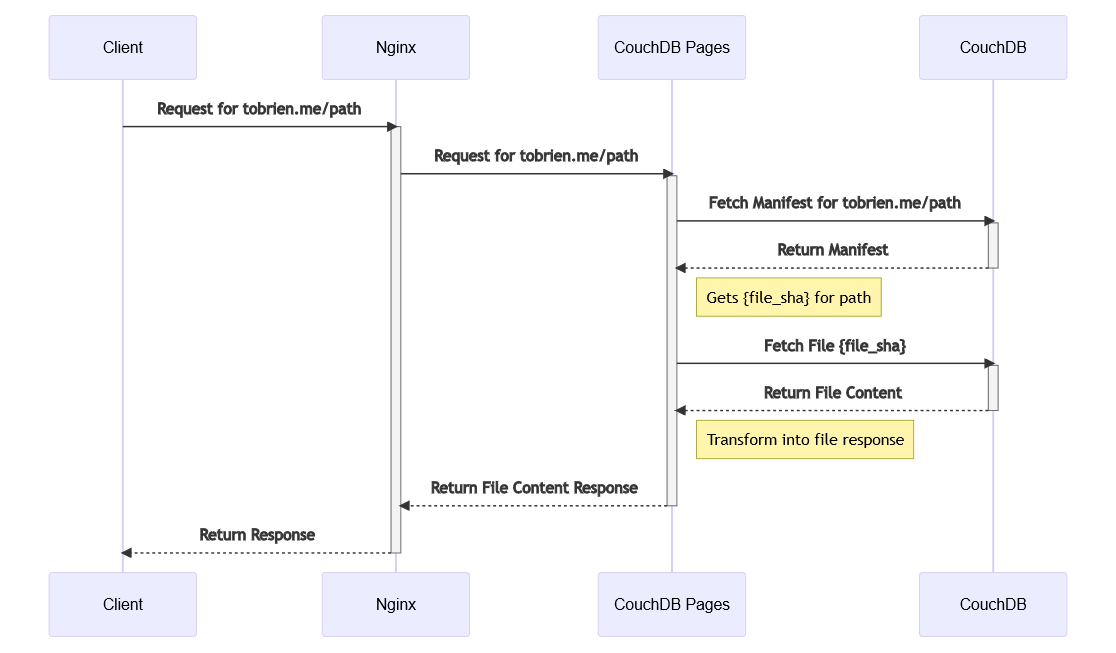 Client
Nginx
CouchDB Pages
CouchDB
Request for tobrien.me/path
Request for tobrien.me/path
Fetch Manifest for tobrien.me/path
Return Manifest
Gets {file_sha} for path
Fetch File {file_sha}
Return File Content
Transform into file response
Return File Content Response
Return Response
Client
Nginx
CouchDB Pages
CouchDB